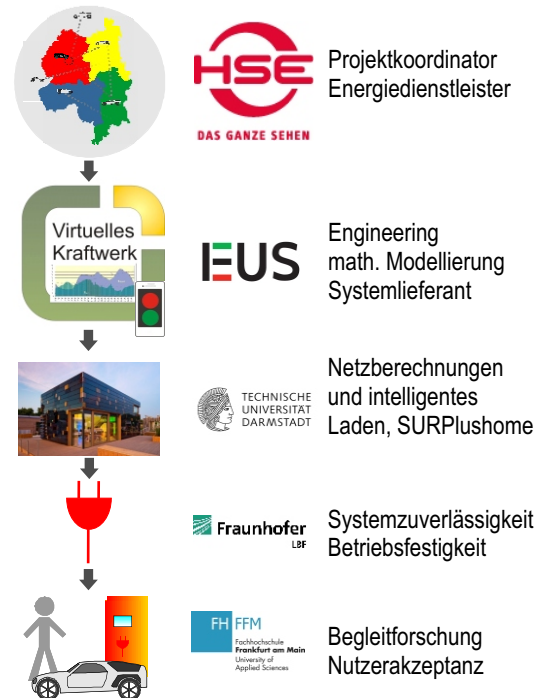 HSE
DAS GANZE SEHEN
Projektkoordinator
Energiedienstleister
Virtuelles
Kraftwerk
EUS
Engineering
math. Modellierung
Systemlieferant
TECHNISCHE
UNIVERSITÄT
DARMSTADT
Netzberechnungen
und intelligentes
Laden, SURPlushome
Fraunhofer
LBF
Systemzuverlässigkeit
Betriebsfestigkeit
FH FFM
Fachhochschule
Frankfurt am Main
University of
Applied Sciences
Begleitforschung
Nutzerakzeptanz